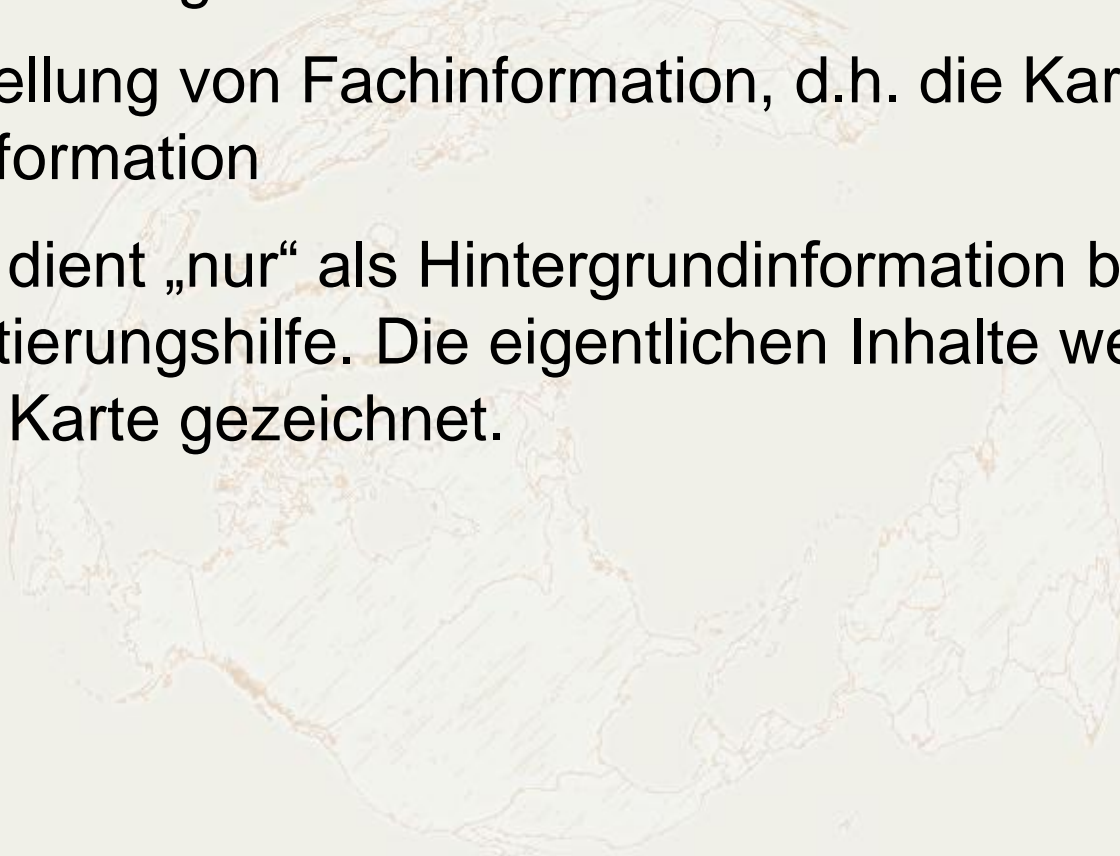 ellung von Fachinformation, d.h. die Kar
formation
dient „nur“ als Hintergrundinformation b
tierungshilfe. Die eigentlichen Inhalte we
Karte gezeichnet.